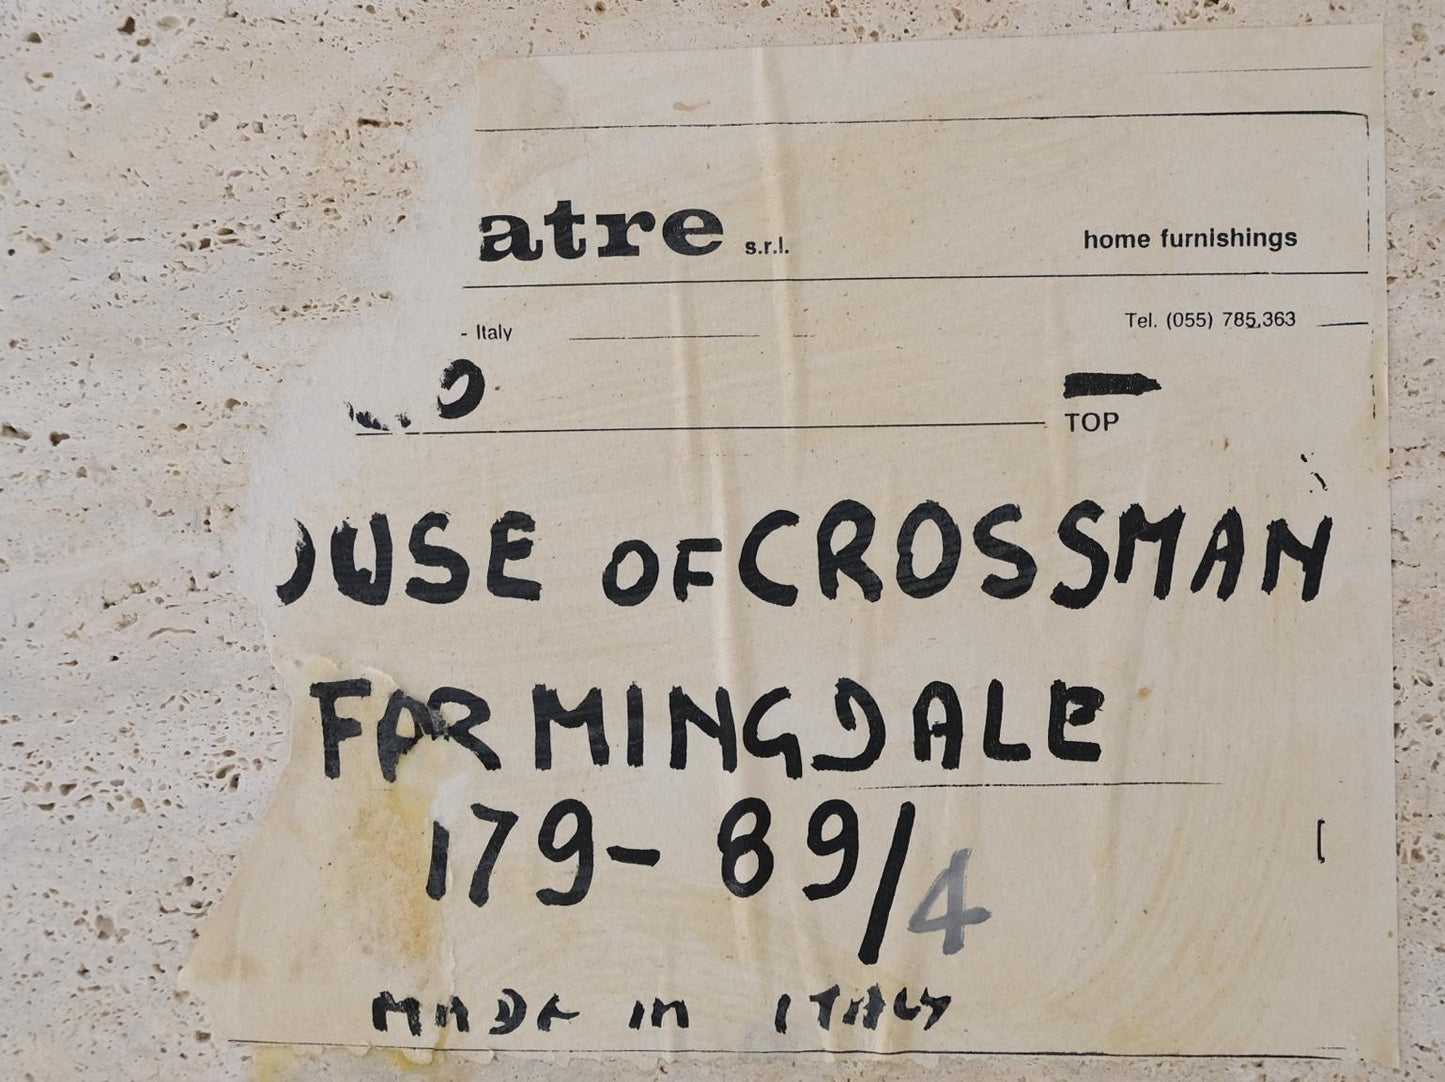 atre s.r.l. home furnishings
- Italy Tel. (055) 785.363
O
TOP
OUSE OF CROSSMAN
FARMINGDALE
179-89/4
MADE IN ITALY